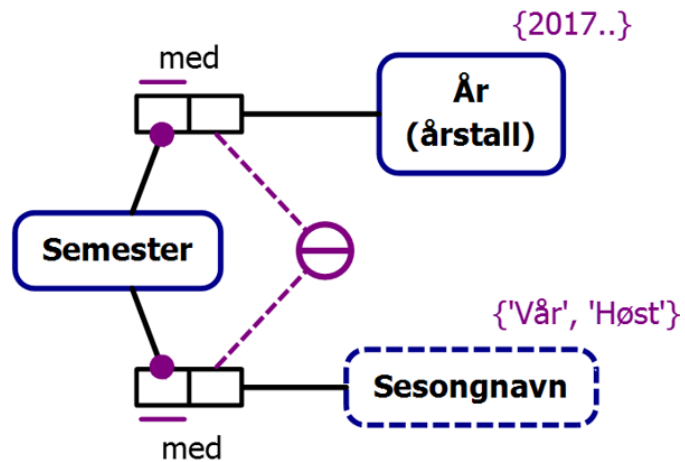 {2017..}
med
År
(årstall)
Semester
{'Vår', 'Høst'}
Sesongnavn
med